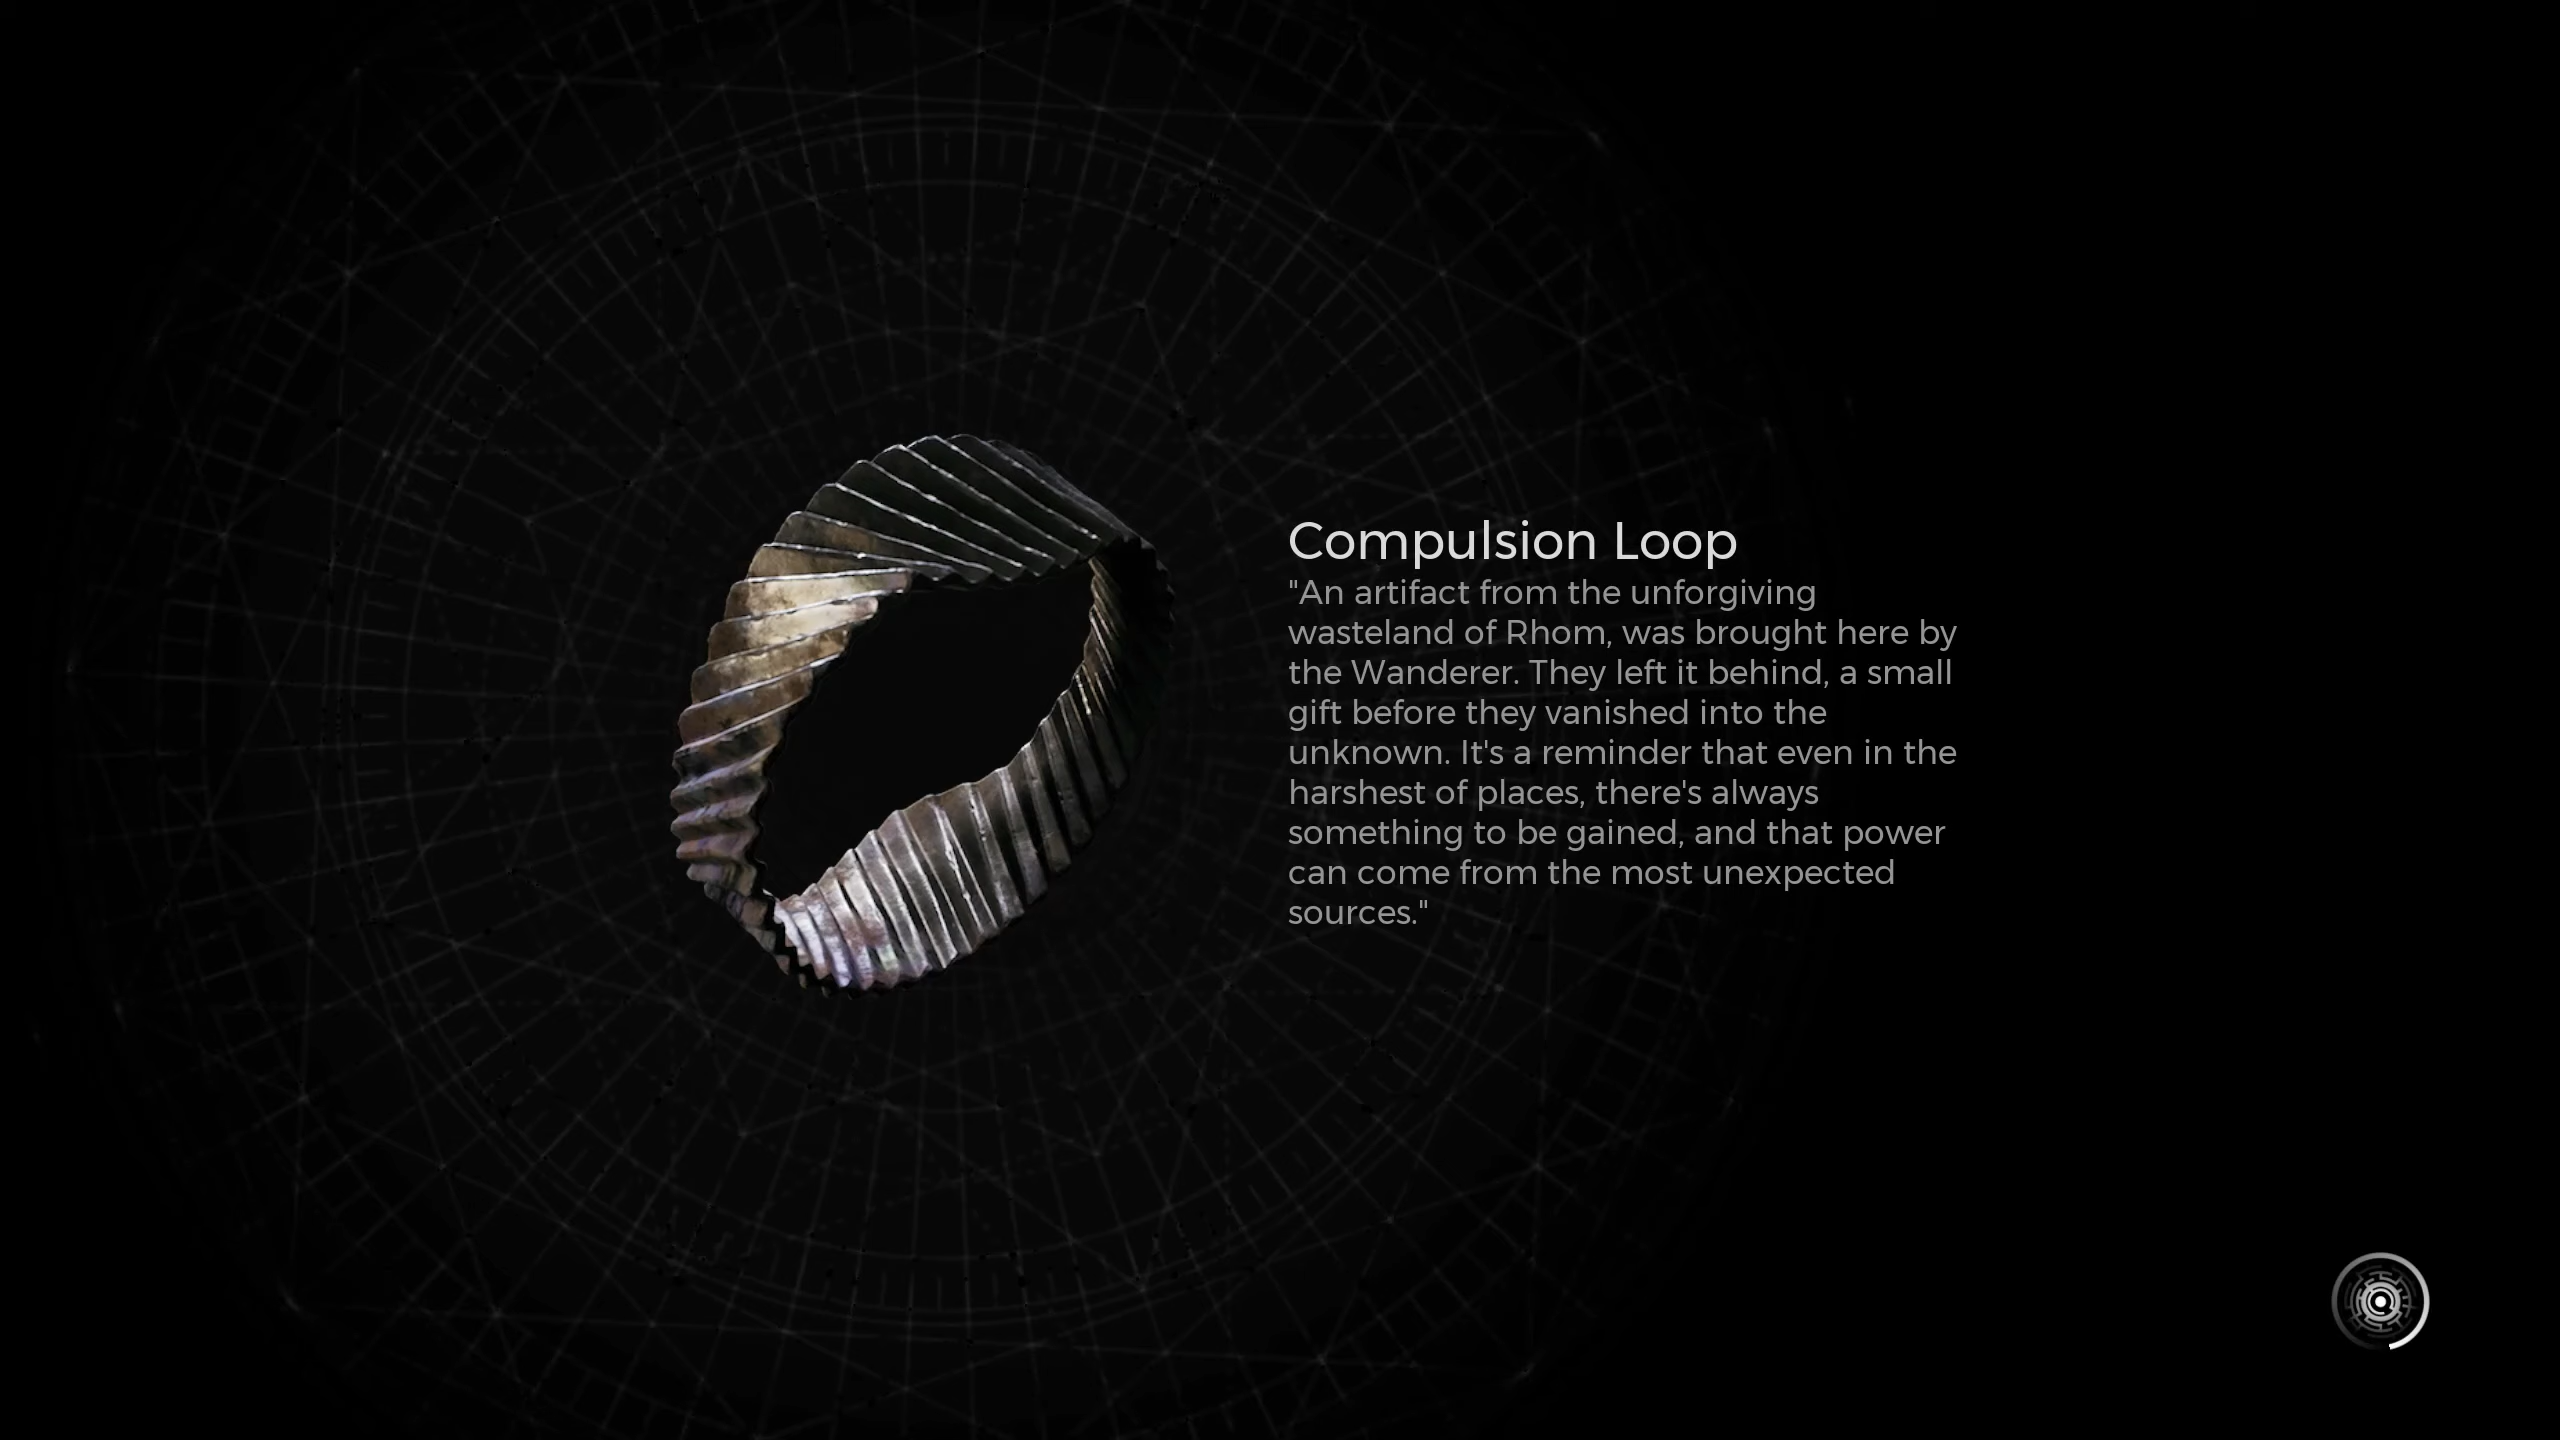 Compulsion Loop
"An artifact from the unforgiving
wasteland of Rhom, was brought here by
the Wanderer. They left it behind, a small
gift before they vanished into the
unknown. It's a reminder that even in the
harshest of places, there's always
something to be gained, and that power
can come from the most unexpected
sources."